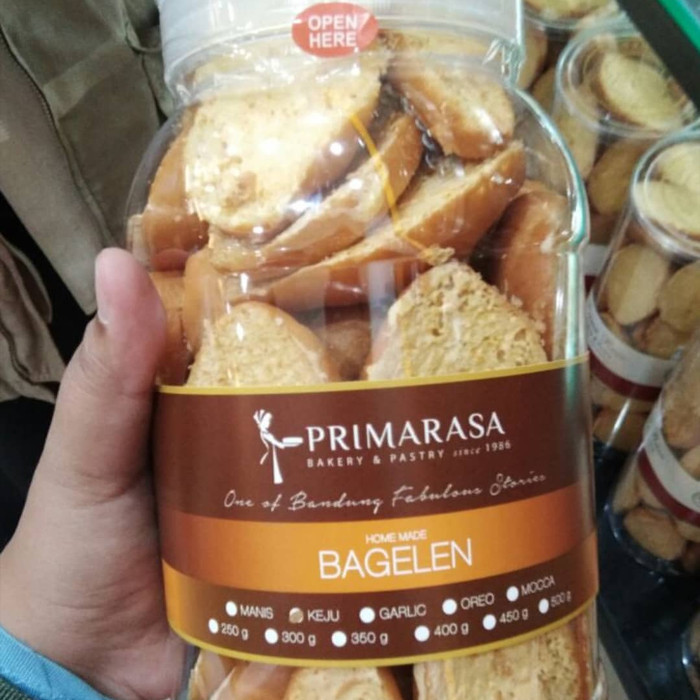 OPEN
HERE
PRIMARASA
BAKERY & PASTRY since 1986
One of Bandung Fabulous Stories
HOME MADE
BAGELEN
MANIS KEJU GARLIC OREO MOCCA
250 g 300 g 350 g 400 g 450 g 500 g